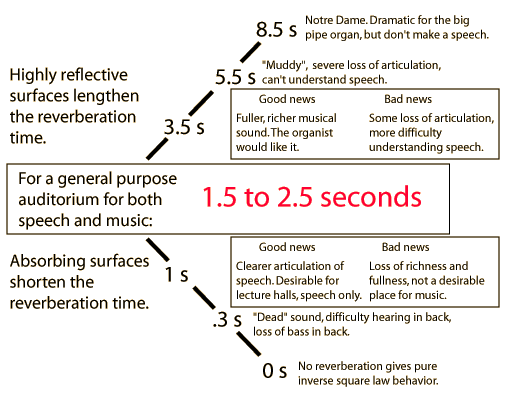 8.5 s
Notre Dame. Dramatic for the big
pipe organ, but don't make a speech.
5.5 s
"Muddy", severe loss of articulation,
can't understand speech.
Highly reflective
surfaces lengthen
the reverberation
time.
3.5 s
Good news
Fuller, richer musical
sound. The organist
would like it.
Bad news
Some loss of articulation,
more difficulty
understanding speech.
For a general purpose
auditorium for both
speech and music:
1.5 to 2.5 seconds
Absorbing surfaces
shorten the
reverberation time.
1 s
Good news
Clearer articulation of
speech. Desirable for
lecture halls, speech only.
Bad news
Loss of richness and
fullness, not a desirable
place for music.
.3 s
"Dead" sound, difficulty hearing in back,
loss of bass in back.
0 s
No reverberation gives pure
inverse square law behavior.